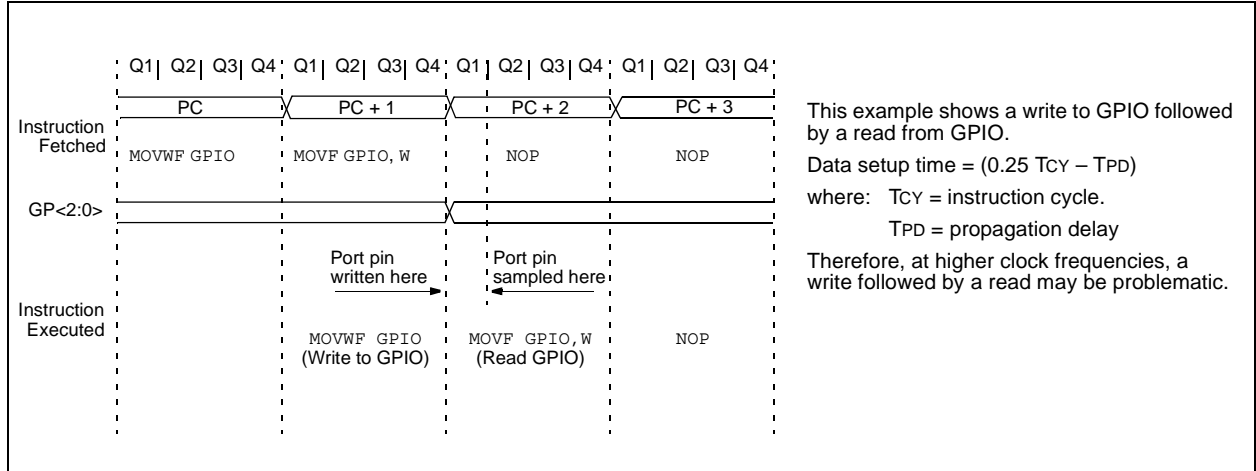 Q1| Q2| Q3| Q4 Q1| Q2| Q3| Q4 Q1| Q2| Q3| Q4 Q1| Q2| Q3| Q4
PC PC + 1 PC + 2 PC + 3
Instruction
Fetched
MOVWF GPIO MOVF GPIO, W NOP NOP
GP<2:0>
Port pin
written here
Port pin
sampled here
Instruction
Executed
MOVWF GPIO
(Write to GPIO)
MOVF GPIO,W
(Read GPIO)
NOP
This example shows a write to GPIO followed
by a read from GPIO.
Data setup time = (0.25 TCY – TPD)
where: TCY = instruction cycle.
TPD = propagation delay
Therefore, at higher clock frequencies, a
write followed by a read may be problematic.